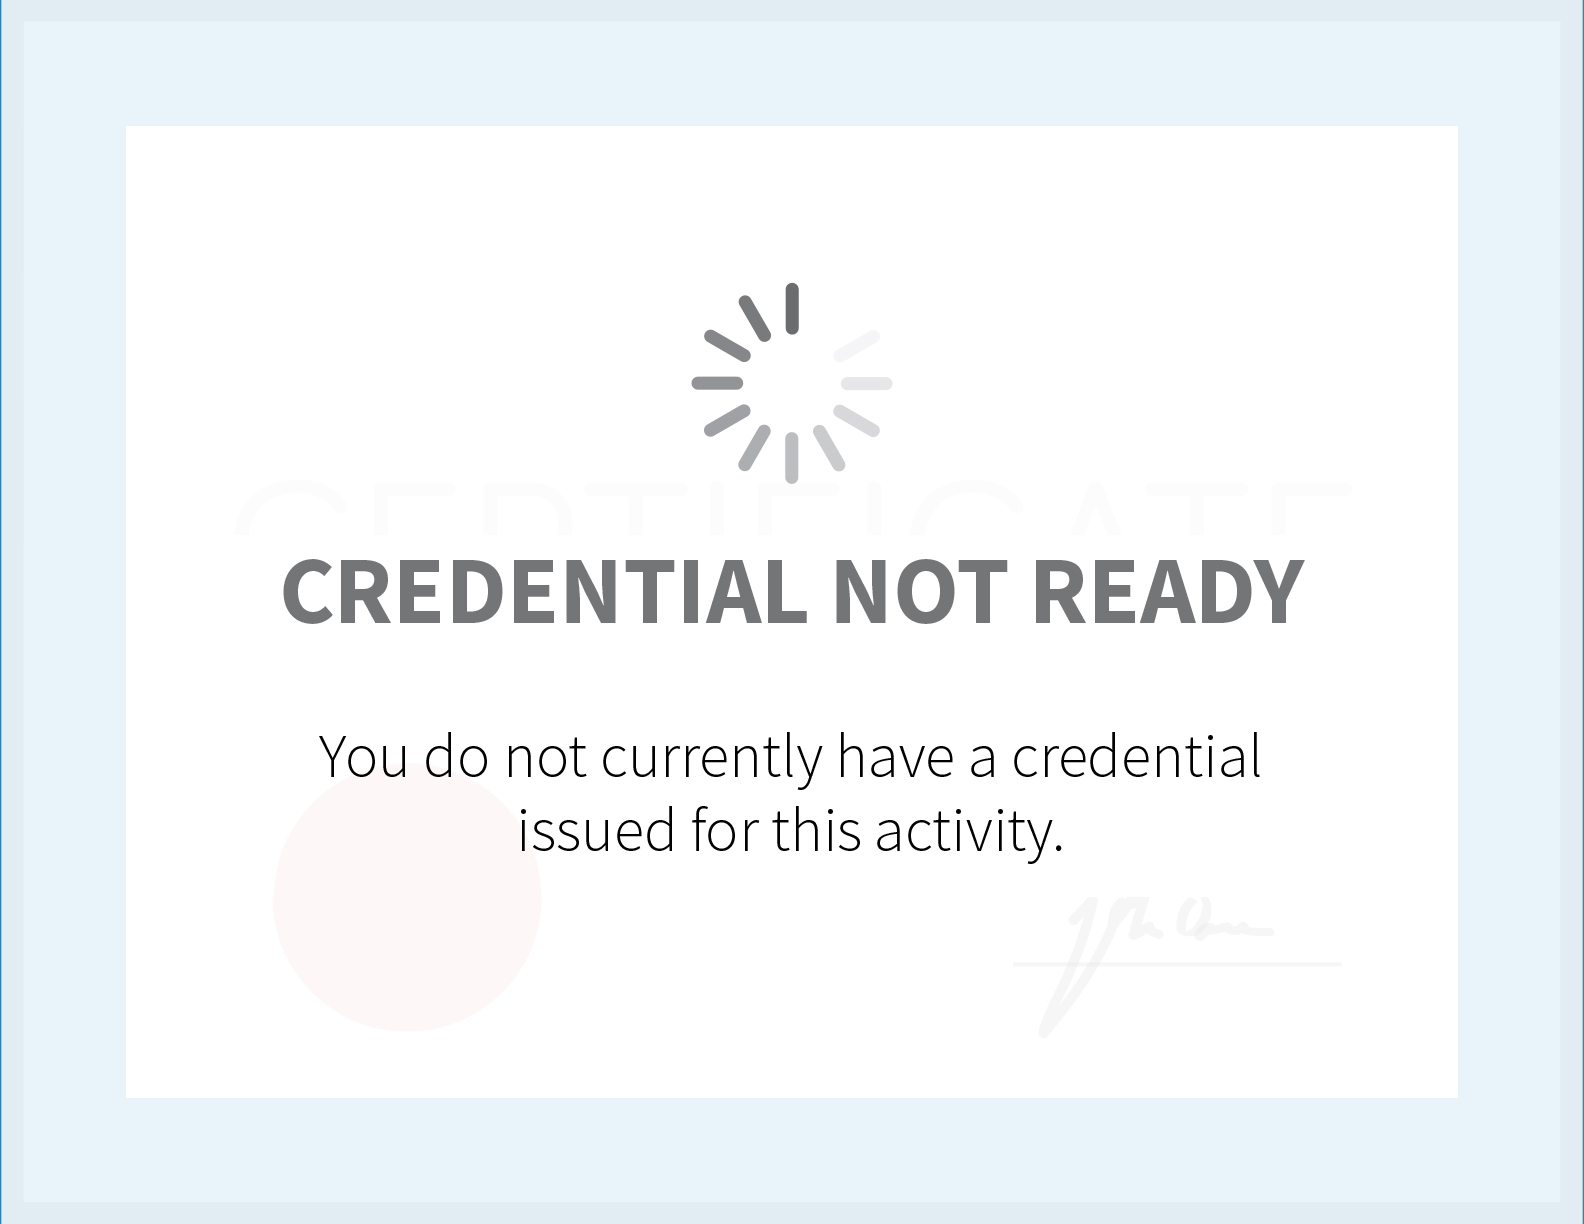 CERTIFICATE
CREDENTIAL NOT READY
You do not currently have a credential
issued for this activity.